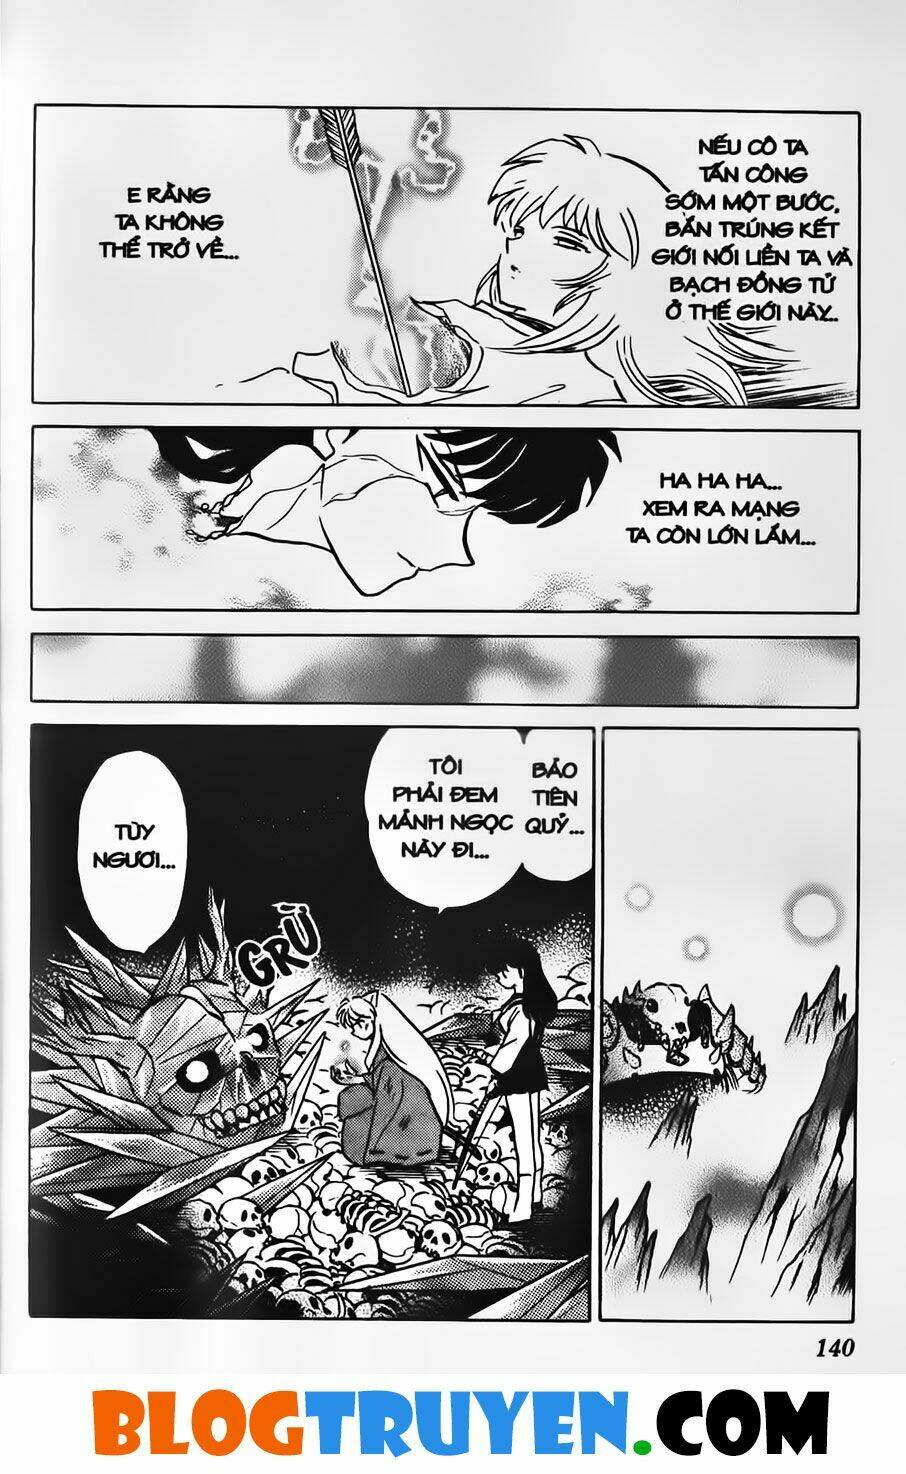 NẾU CÔ TA
TẤN CÔNG
SỚM MỘT BƯỚC,
BẮN TRÚNG KẾT
GIỚI NỐI LIỀN TA VÀ
BẠCH ĐỒNG TỬ
Ở THẾ GIỚI NÀY...
E RẰNG
TA KHÔNG
THỂ TRỞ VỀ...
HA HA HA...
XEM RA MẠNG
TA CÒN LỚN LẮM...
BẢO
TIÊN
QUỶ...
TÔI
PHẢI ĐEM
MẢNH NGỌC
NÀY ĐI...
TÙY
NGƯƠI...
GRÙ
140
BLOGTRUYEN.COM